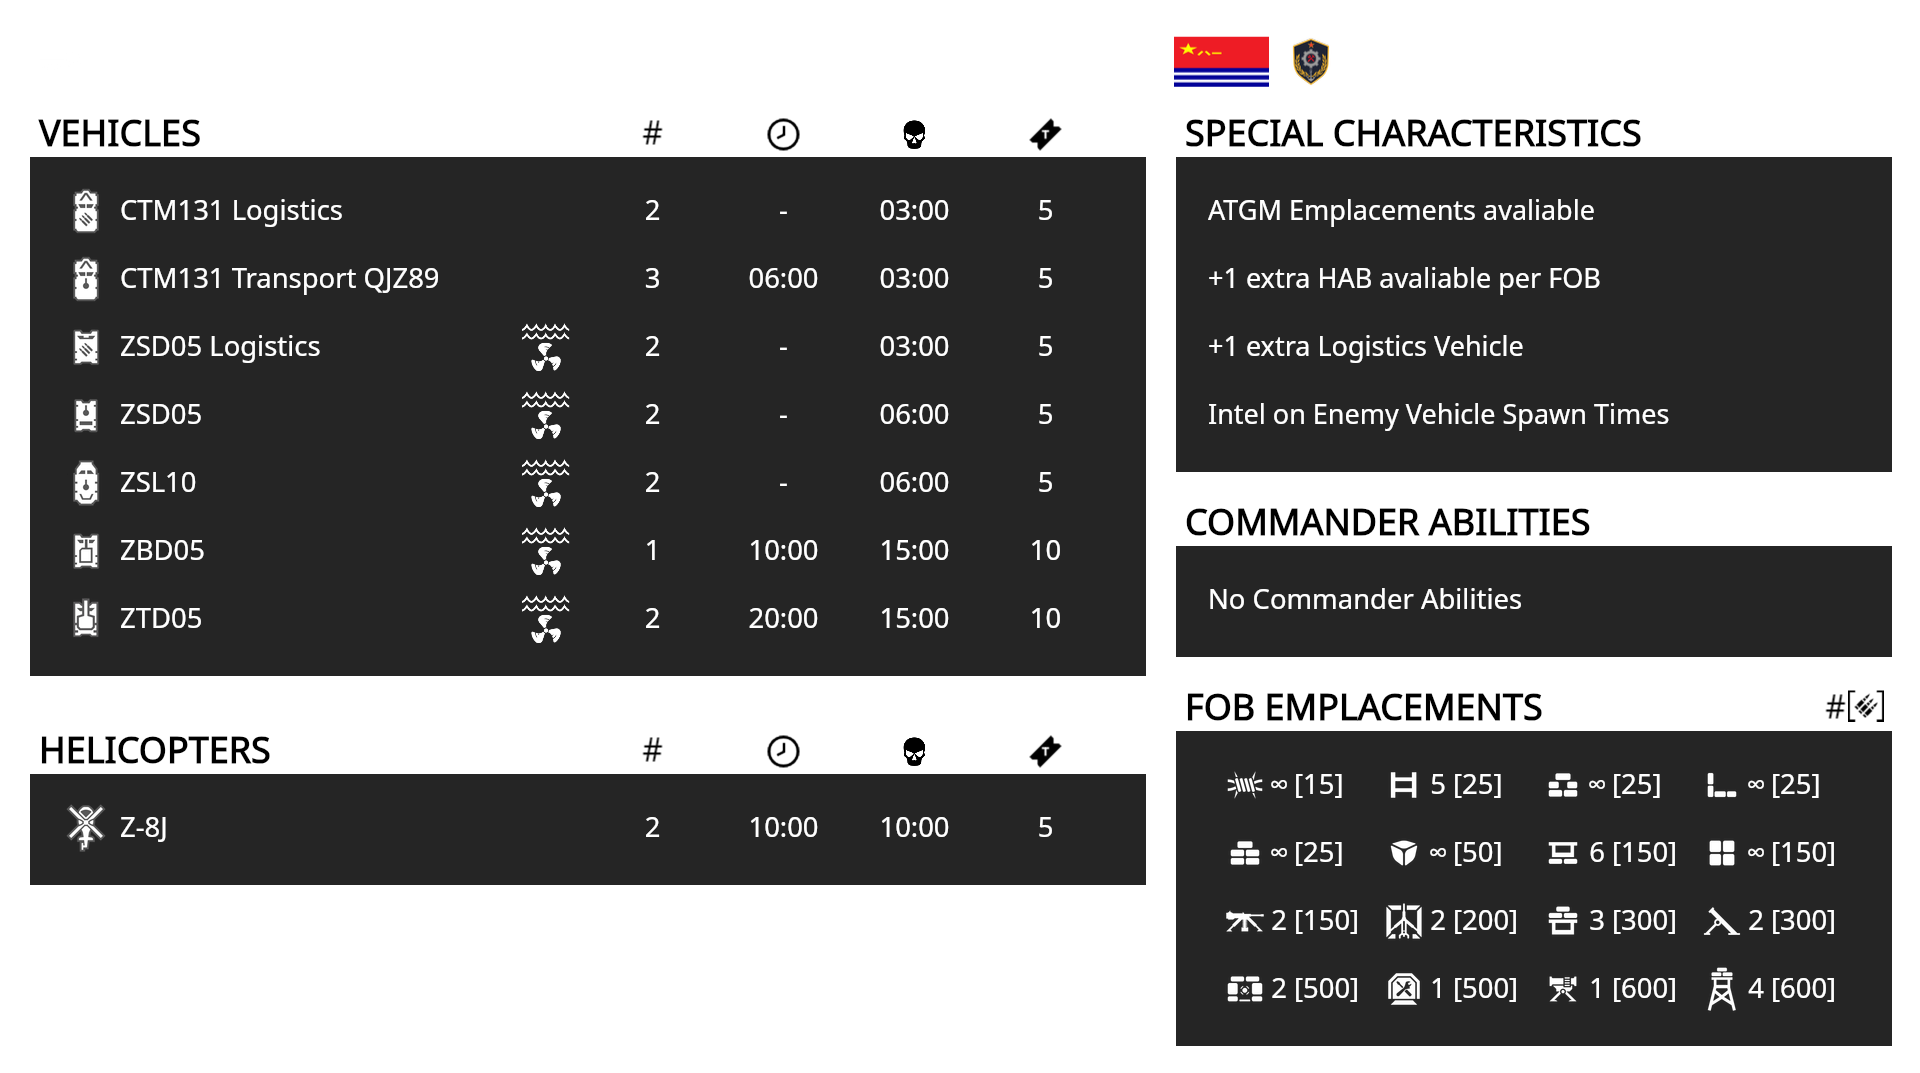 VEHICLES #
CTM131 Logistics 2 - 03:00 5
CTM131 Transport QJZ89 3 06:00 03:00 5
ZSD05 Logistics 2 - 03:00 5
ZSD05 2 - 06:00 5
ZSL10 2 - 06:00 5
ZBD05 1 10:00 15:00 10
ZTD05 2 20:00 15:00 10
HELICOPTERS #
Z-8J 2 10:00 10:00 5
SPECIAL CHARACTERISTICS
ATGM Emplacements avaliable
+1 extra HAB avaliable per FOB
+1 extra Logistics Vehicle
Intel on Enemy Vehicle Spawn Times
COMMANDER ABILITIES
No Commander Abilities
FOB EMPLACEMENTS #[]
∞ [15] 5 [25] ∞ [25] ∞ [25]
∞ [25] ∞ [50] 6 [150] ∞ [150]
2 [150] 2 [200] 3 [300] 2 [300]
2 [500] 1 [500] 1 [600] 4 [600]